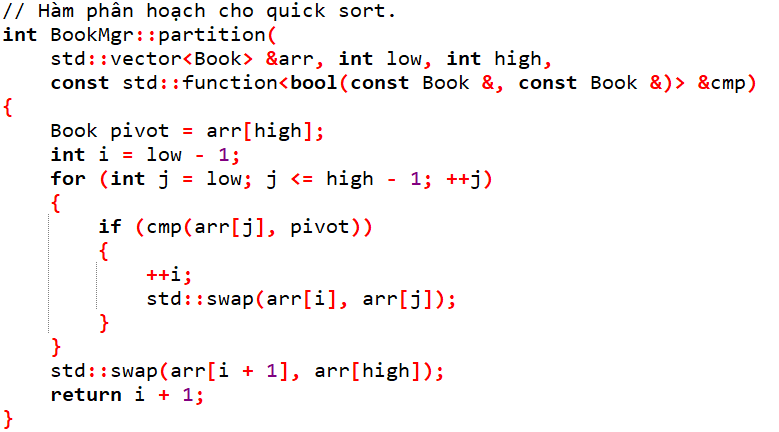 // Hàm phân hoạch cho quick sort.
int BookMgr::partition(
    std::vector<Book> &arr, int low, int high,
    const std::function<bool(const Book &, const Book &)> &cmp)
{
    Book pivot = arr[high];
    int i = low - 1;
    for (int j = low; j <= high - 1; ++j)
    {
        if (cmp(arr[j], pivot))
        {
            ++i;
            std::swap(arr[i], arr[j]);
        }
    }
    std::swap(arr[i + 1], arr[high]);
    return i + 1;
}